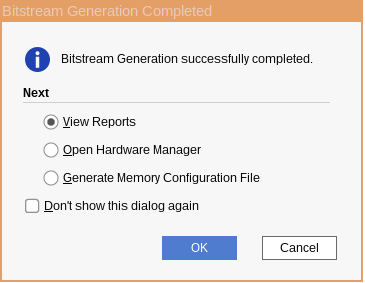 Bitstream Generation Completed
Bitstream Generation successfully completed.
Next
View Reports
Open Hardware Manager
Generate Memory Configuration File
Don't show this dialog again
OK Cancel